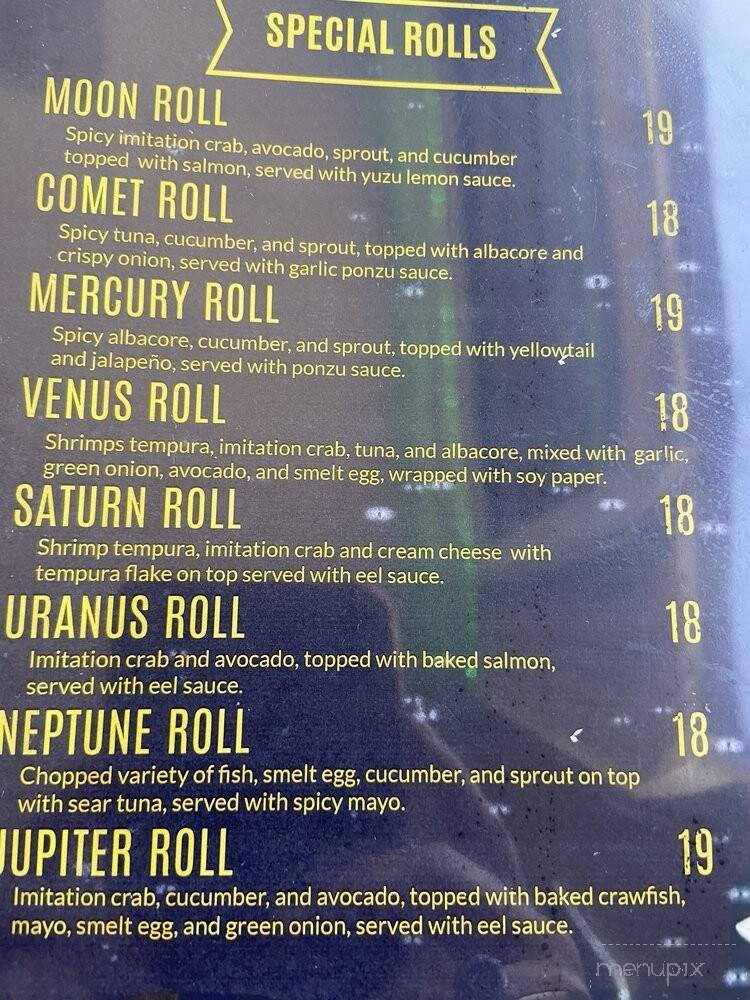 SPECIAL ROLLS
MOON ROLL 19
Spicy imitation crab, avocado, sprout, and cucumber
topped with salmon, served with yuzu lemon sauce.
COMET ROLL 18
Spicy tuna, cucumber, and sprout, topped with albacore and
crispy onion, served with garlic ponzu sauce.
MERCURY ROLL 19
Spicy albacore, cucumber, and sprout, topped with yellowtail
and jalapeño, served with ponzu sauce.
VENUS ROLL 18
Shrimps tempura, imitation crab, tuna, and albacore, mixed with garlic,
green onion, avocado, and smelt egg, wrapped with soy paper.
SATURN ROLL 18
Shrimp tempura, imitation crab and cream cheese with
tempura flake on top served with eel sauce.
URANUS ROLL 18
Imitation crab and avocado, topped with baked salmon,
served with eel sauce.
NEPTUNE ROLL 18
Chopped variety of fish, smelt egg, cucumber, and sprout on top
with sear tuna, served with spicy mayo.
JUPITER ROLL 19
Imitation crab, cucumber, and avocado, topped with baked crawfish,
mayo, smelt egg, and green onion, served with eel sauce.
menupix